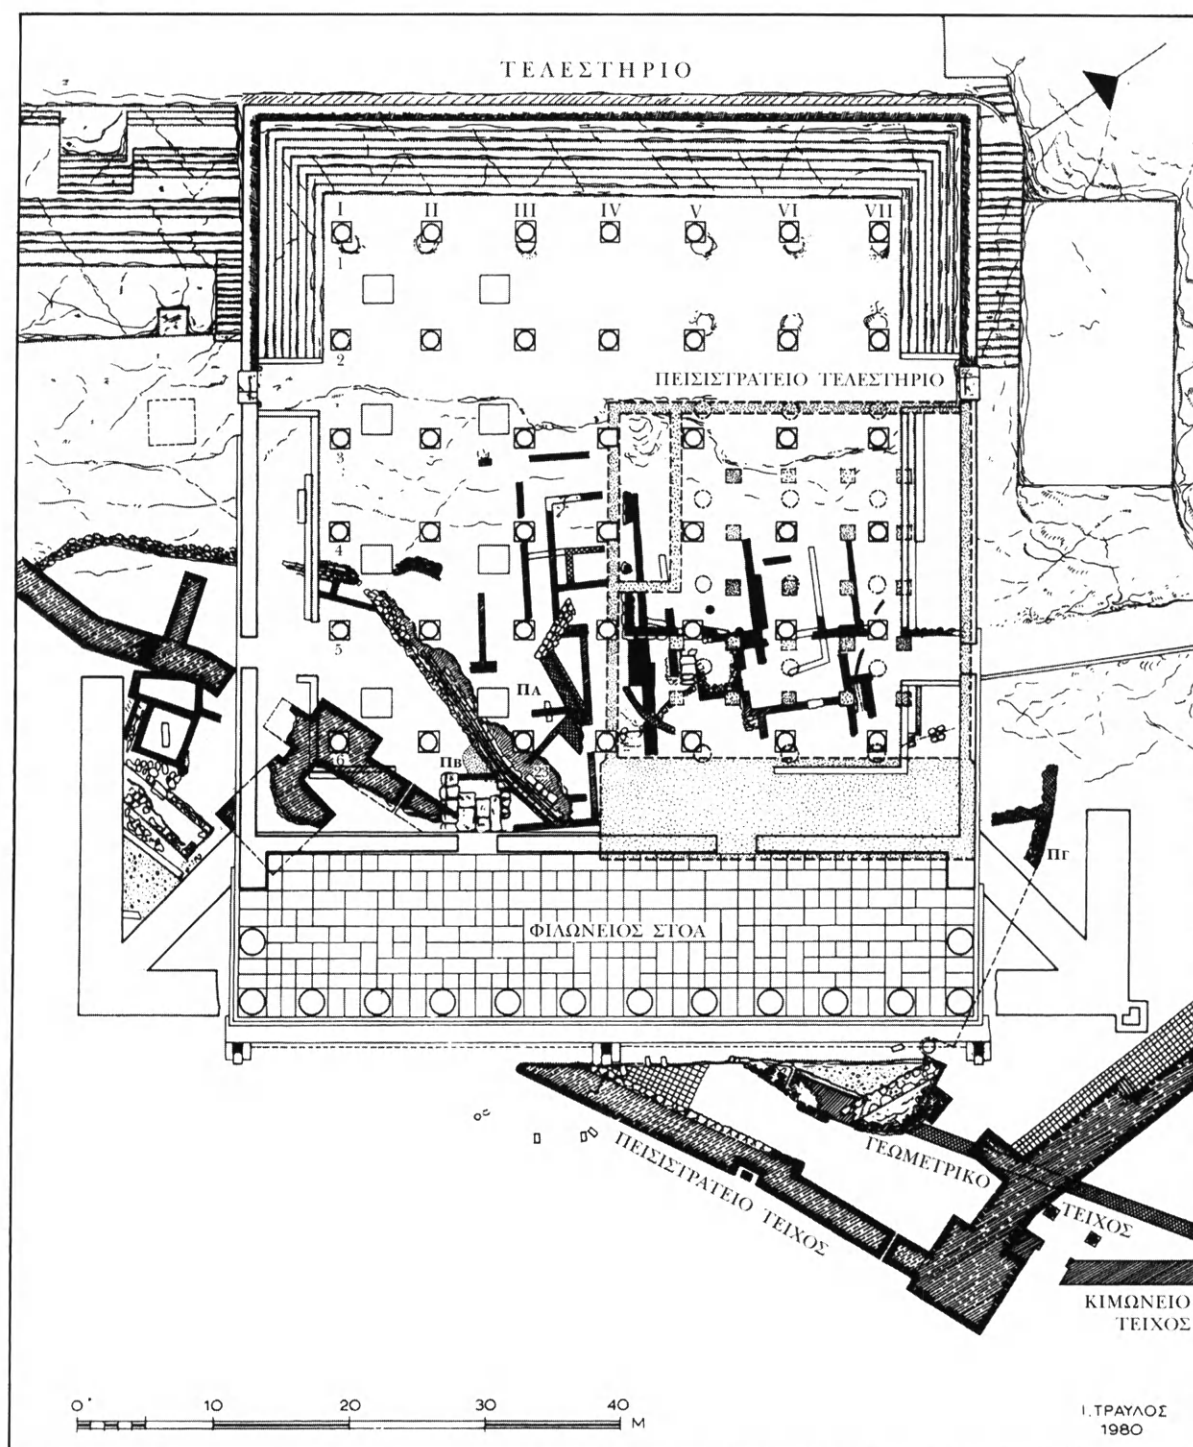 ΤΕΛΕΣΤΗΡΙΟ
I II III IV V VI VII
1
2
ΠΕΙΣΙΣΤΡΑΤΕΙΟ ΤΕΛΕΣΤΗΡΙΟ
3
4
5
ΠΑ
6
ΠΒ
ΠΓ
ΦΙΛΩΝΕΙΟΣ ΣΤΟΑ
ΠΕΙΣΙΣΤΡΑΤΕΙΟ ΤΕΙΧΟΣ
ΓΕΩΜΕΤΡΙΚΟ
ΤΕΙΧΟΣ
ΚΙΜΩΝΕΙΟ
ΤΕΙΧΟΣ
0 10 20 30 40
Μ
Ι. ΤΡΑΥΛΟΣ
1980